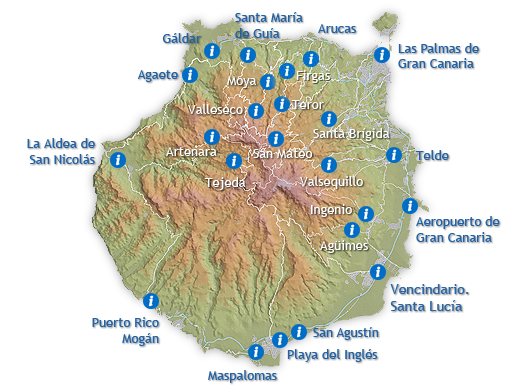 Santa María
de Guía
Gáldar
Arucas
Las Palmas de
Gran Canaria
Agaete
Moya
Firgas
Valleseco
Teror
Santa Brigida
La Aldea de
San Nicolás
Artenara
San Mateo
Telde
Tejeda
Valsequillo
Ingenio
Aeropuerto de
Gran Canaria
Agüimes
Vencindario.
Santa Lucía
Puerto Rico
Mogán
San Agustín
Playa del Inglés
Maspalomas